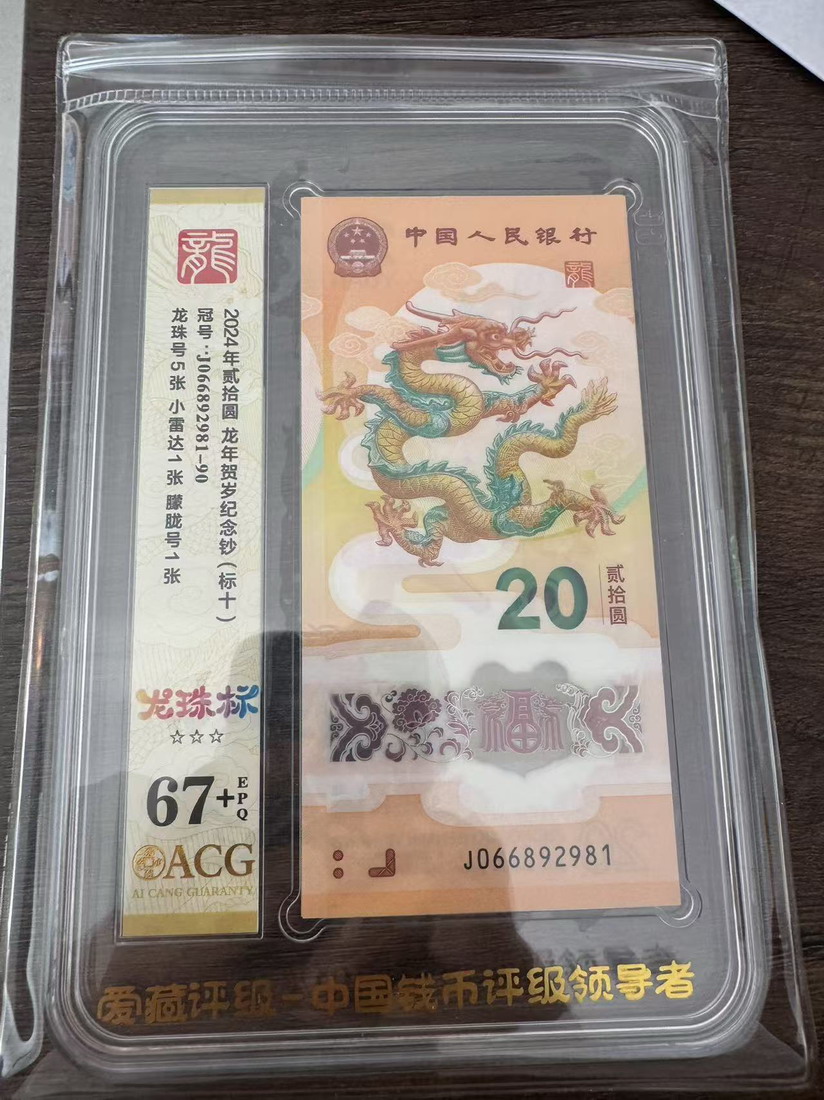 龍
2024年贰拾圆 龙年贺岁纪念钞（标十）
冠号：J066892981-90
龙珠号5张 小雷达1张 朦胧号1张
龙珠标
☆☆☆
67+EPQ
ACG
AI CANG GUARANTY
中国人民银行
龍
20
贰拾圆
福
J066892981
爱藏评级-中国钱币评级领导者